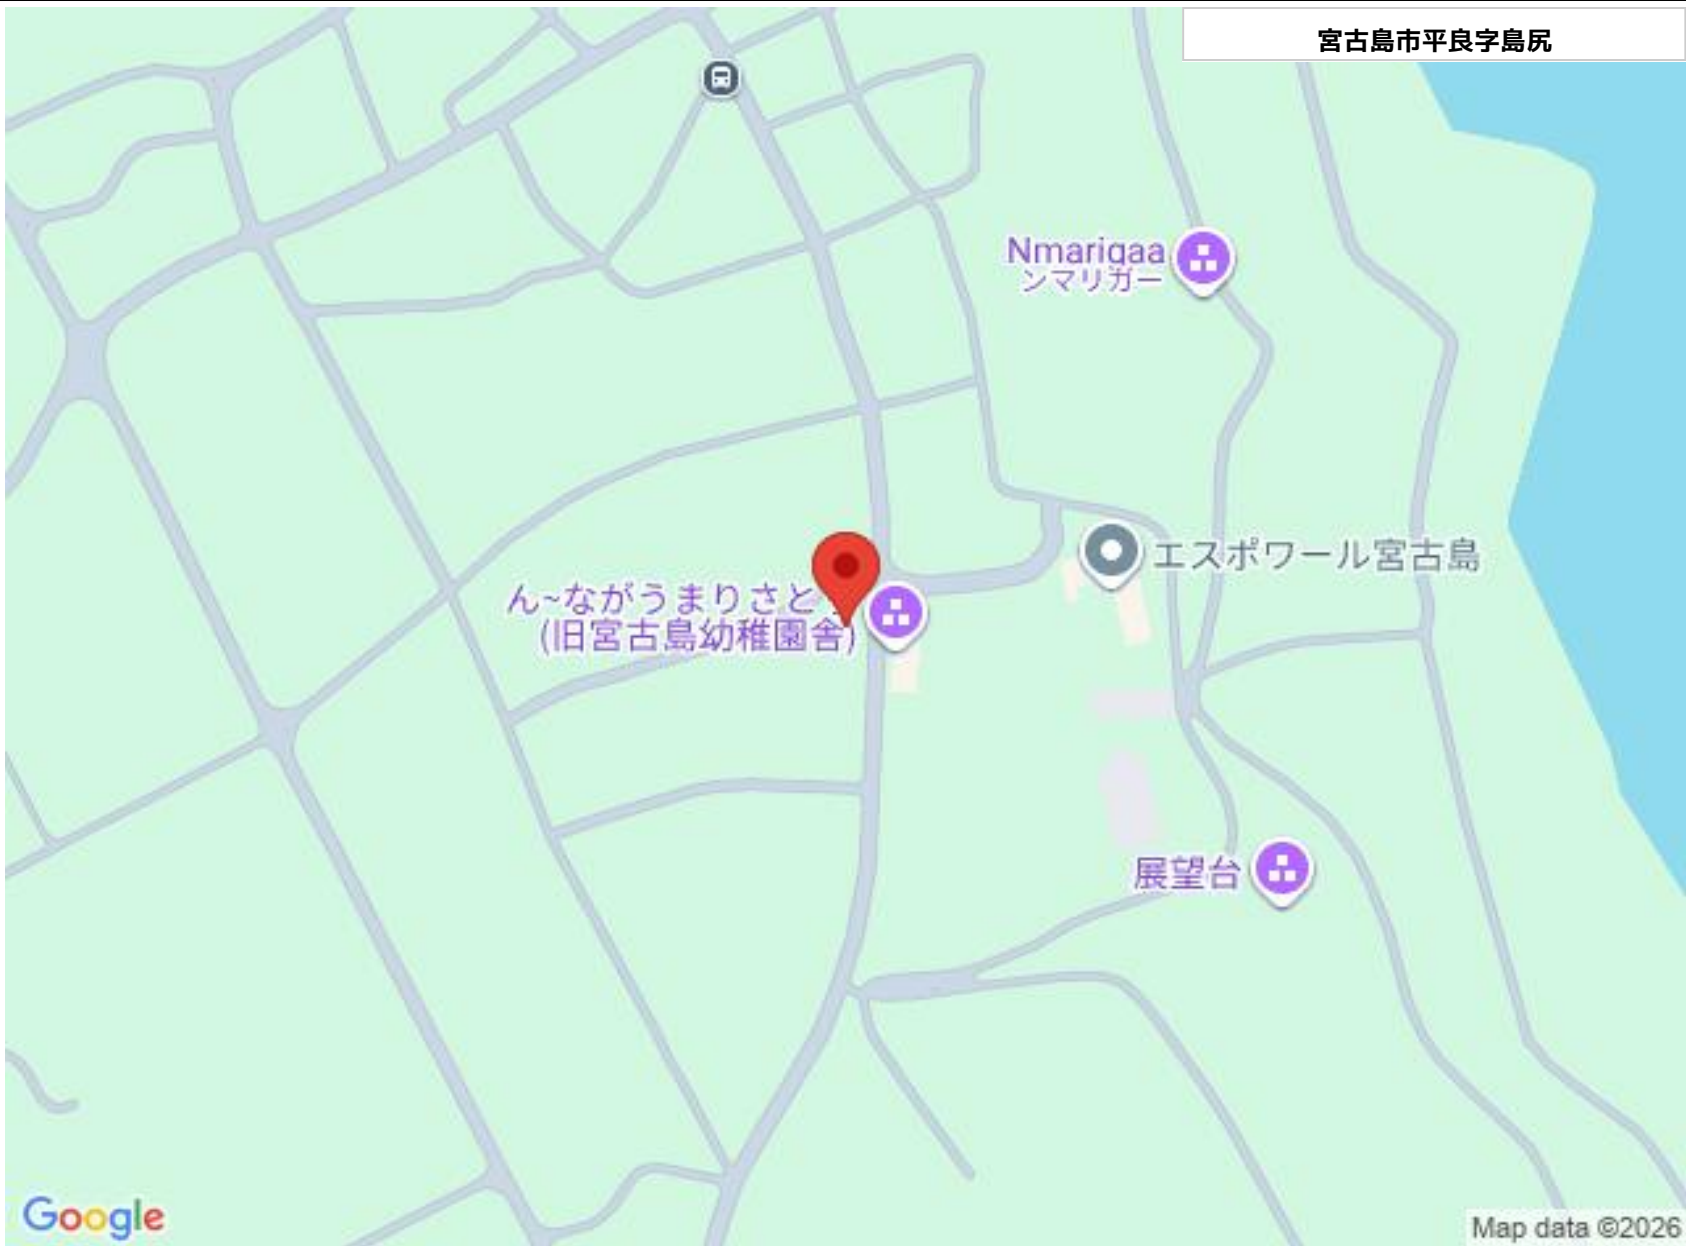 宮古島市平良字島尻
Nmarigaa
ンマリガー
エスポワール宮古島
ん~ながうまりさと
(旧宮古島幼稚園舎)
展望台
Google
Map data ©2026